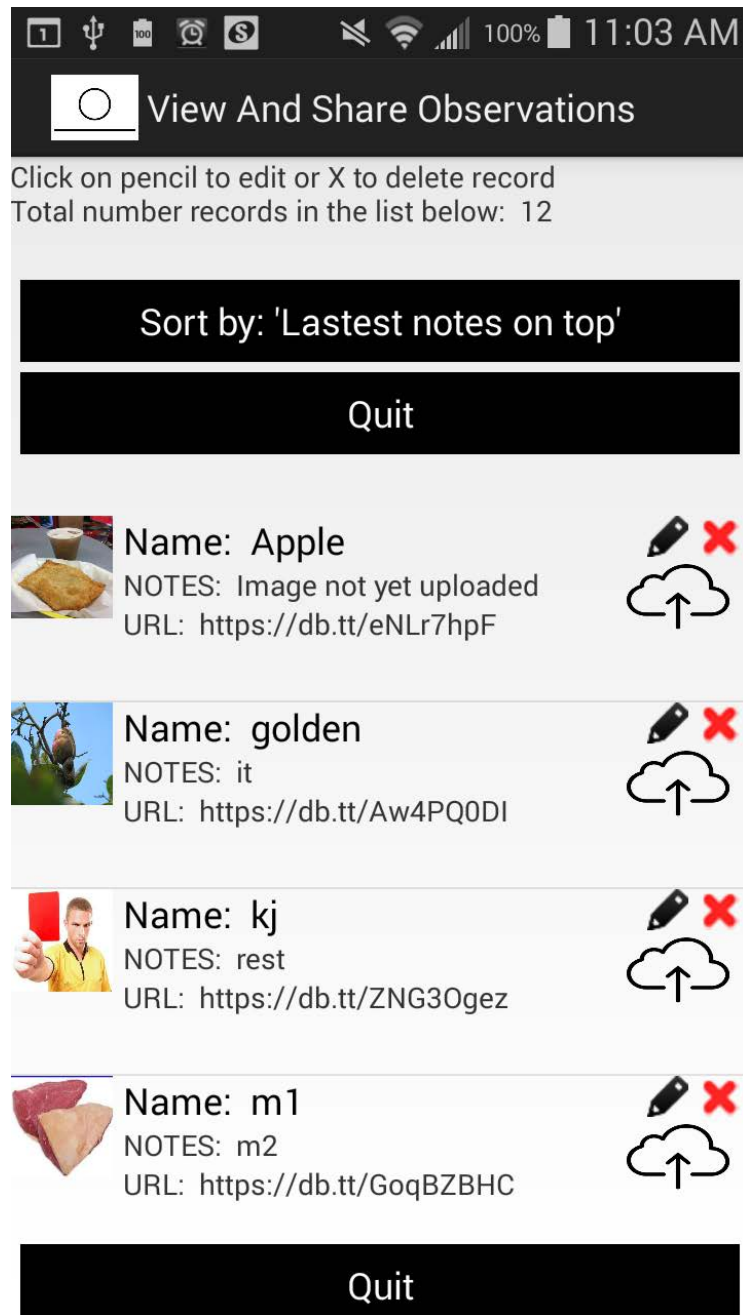 1 100 S 100% 11:03 AM
View And Share Observations
Click on pencil to edit or X to delete record
Total number records in the list below: 12
Sort by: 'Lastest notes on top'
Quit
Name: Apple
NOTES: Image not yet uploaded
URL: https://db.tt/eNLr7hpF
Name: golden
NOTES: it
URL: https://db.tt/Aw4PQ0DI
Name: kj
NOTES: rest
URL: https://db.tt/ZNG3Ogez
Name: m1
NOTES: m2
URL: https://db.tt/GoqBZBHC
Quit